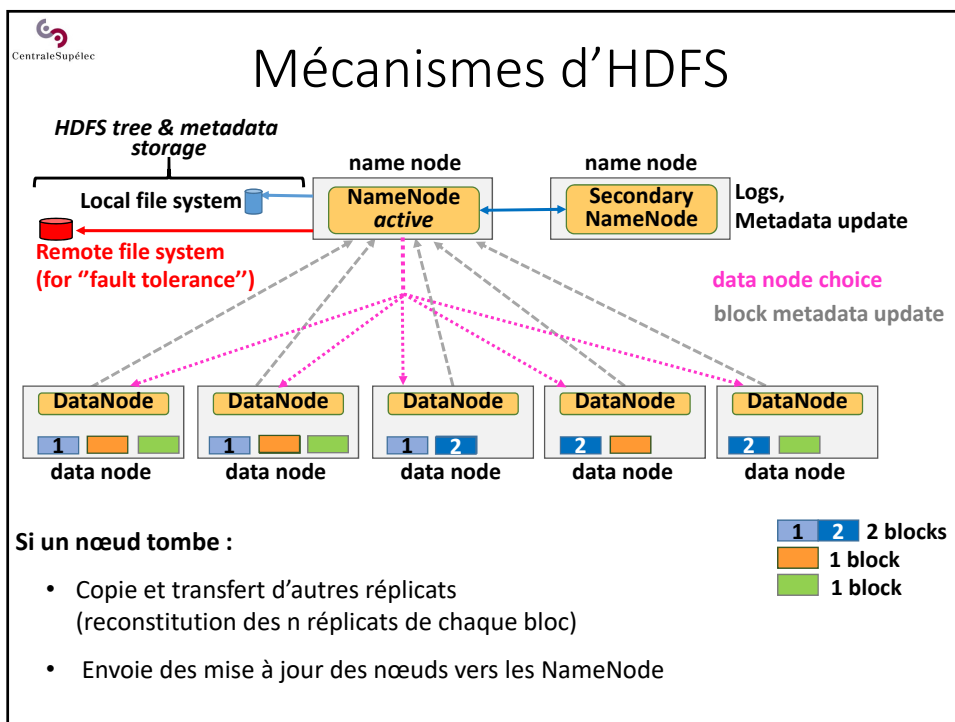 CentraleSupélec
Mécanismes d’HDFS
HDFS tree & metadata
storage
name node
name node
Local file system
NameNode
active
Secondary
NameNode
Logs,
Metadata update
Remote file system
(for ‘‘fault tolerance’’)
data node choice
block metadata update
DataNode
DataNode
DataNode
DataNode
DataNode
1
1
1 2
2
2
data node
data node
data node
data node
data node
Si un nœud tombe :
1 2 2 blocks
1 block
1 block
• Copie et transfert d’autres réplicats
(reconstitution des n réplicats de chaque bloc)
• Envoie des mise à jour des nœuds vers les NameNode